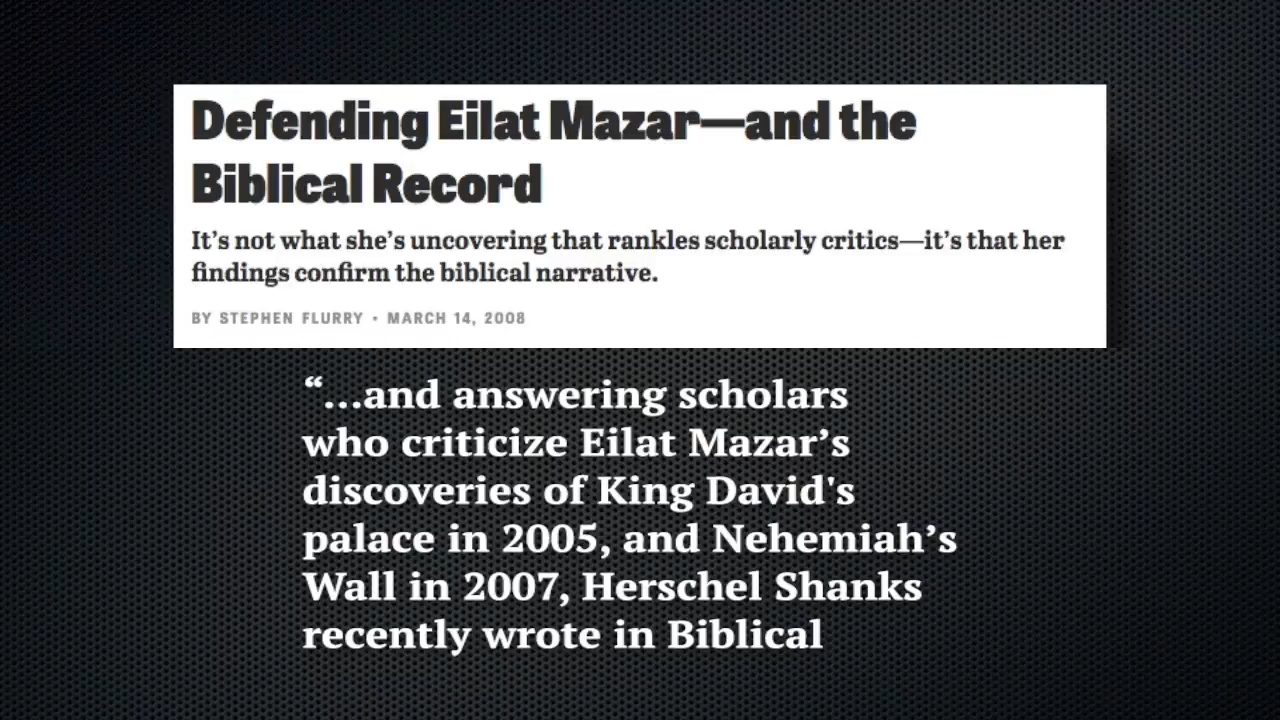 Defending Eilat Mazar—and the
Biblical Record
It’s not what she’s uncovering that rankles scholarly critics—it’s that her
findings confirm the biblical narrative.
BY STEPHEN FLURRY • MARCH 14, 2008
“...and answering scholars
who criticize Eilat Mazar’s
discoveries of King David's
palace in 2005, and Nehemiah’s
Wall in 2007, Herschel Shanks
recently wrote in Biblical